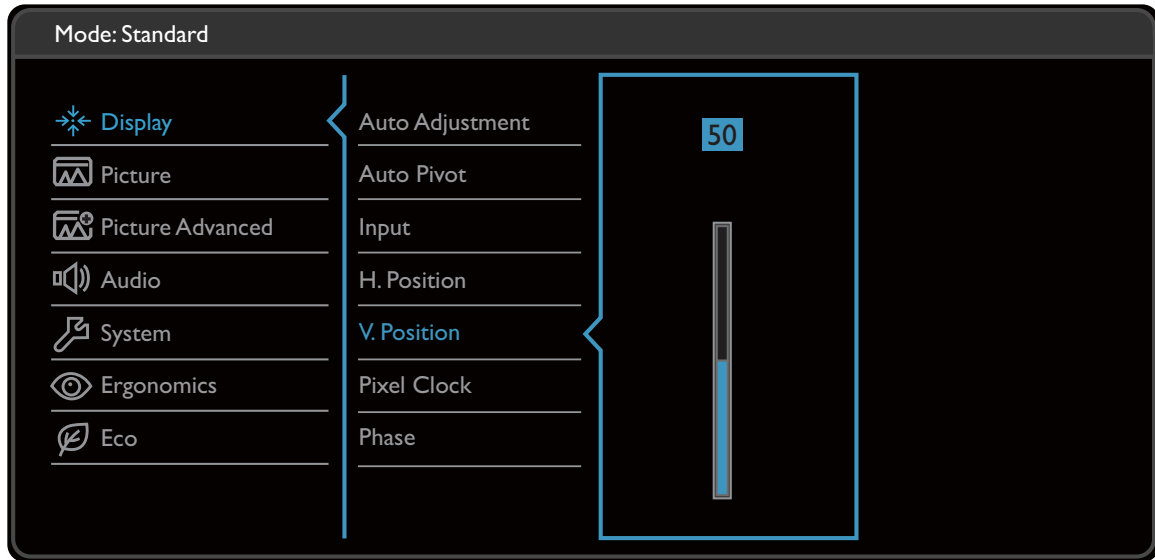 Mode: Standard
Display
Picture
Picture Advanced
Audio
System
Ergonomics
Eco
Auto Adjustment
Auto Pivot
Input
H. Position
V. Position
Pixel Clock
Phase
50